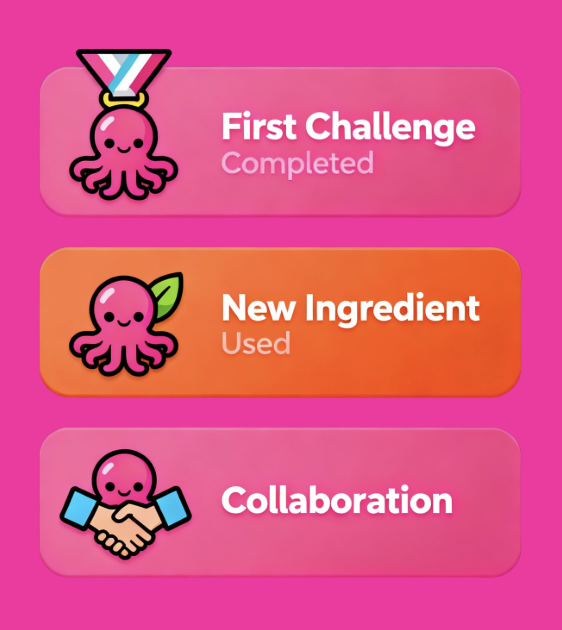 First Challenge
Completed
New Ingredient
Used
Collaboration